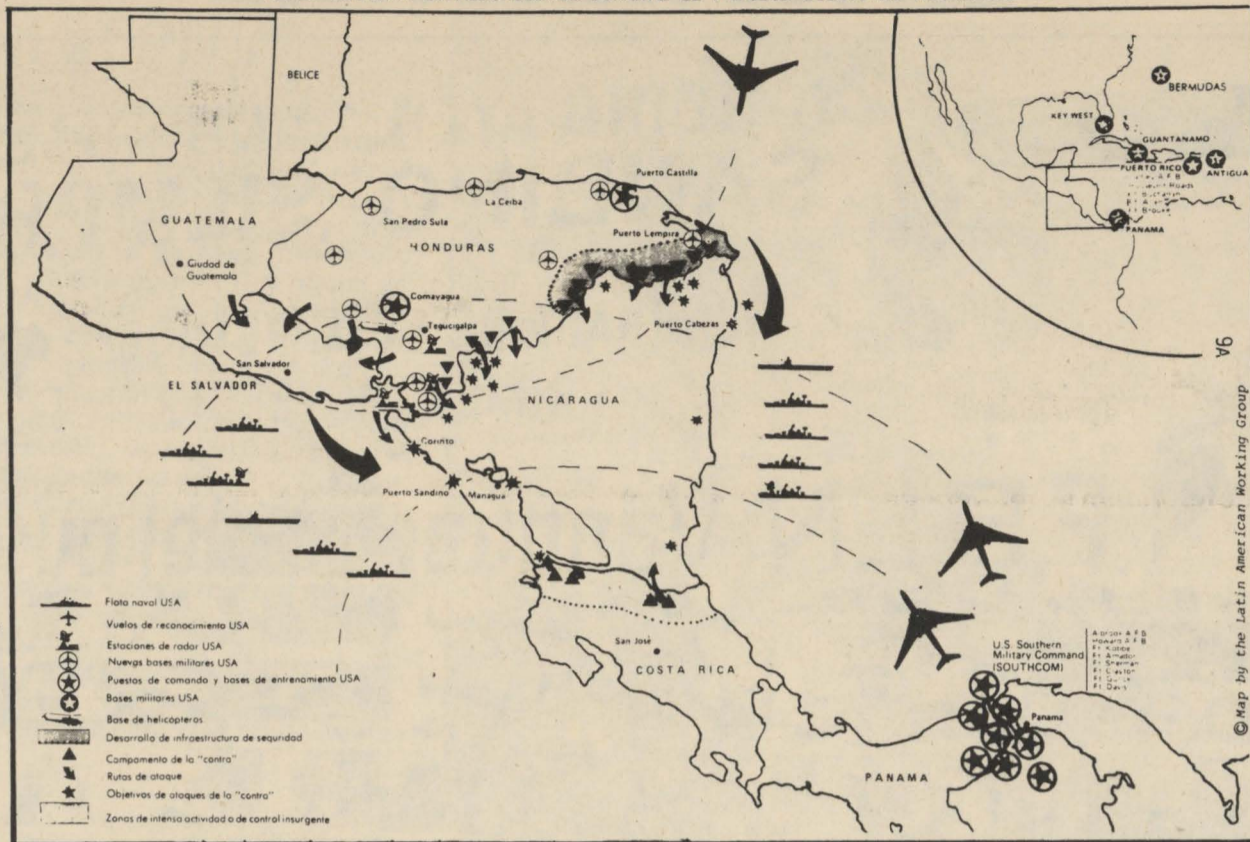 BELICE
GUATEMALA
Ciudad de
Guatemala
San Pedro Sula
La Ceiba
Puerto Castilla
HONDURAS
Puerto Lempira
Comayagua
Tegucigalpa
Puerto Cabezas
San Salvador
EL SALVADOR
NICARAGUA
Corinto
Puerto Sandino
Managua
San José
COSTA RICA
PANAMA
Panama
U.S. Southern
Military Command
(SOUTHCOM)
Howard A F B
Ft Kobbe
Ft Amador
Ft Sherman
Ft Davis
BERMUDAS
KEY WEST
GUANTANAMO
PUERTO RICO
ANTIGUA
PANAMA
9A
© Map by the Latin American Working Group
Flota naval USA
Vuelos de reconocimiento USA
Estaciones de radar USA
Nuevas bases militares USA
Puestos de comando y bases de entrenamiento USA
Bases militares USA
Base de helicópteros
Desarrollo de infraestructura de seguridad
Campamento de la "contra"
Rutas de ataque
Objetivos de ataques de la "contra"
Zonas de intensa actividad o de control insurgente